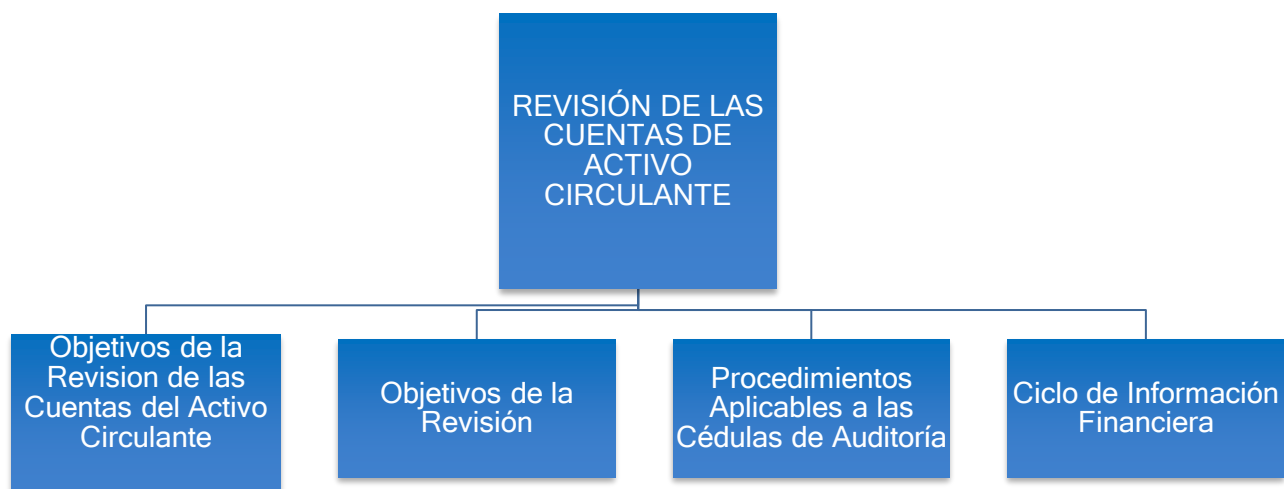 REVISIÓN DE LAS
CUENTAS DE
ACTIVO
CIRCULANTE
Objetivos de la
Revision de las
Cuentas del Activo
Circulante
Objetivos de la
Revisión
Procedimientos
Aplicables a las
Cédulas de Auditoría
Ciclo de Información
Financiera